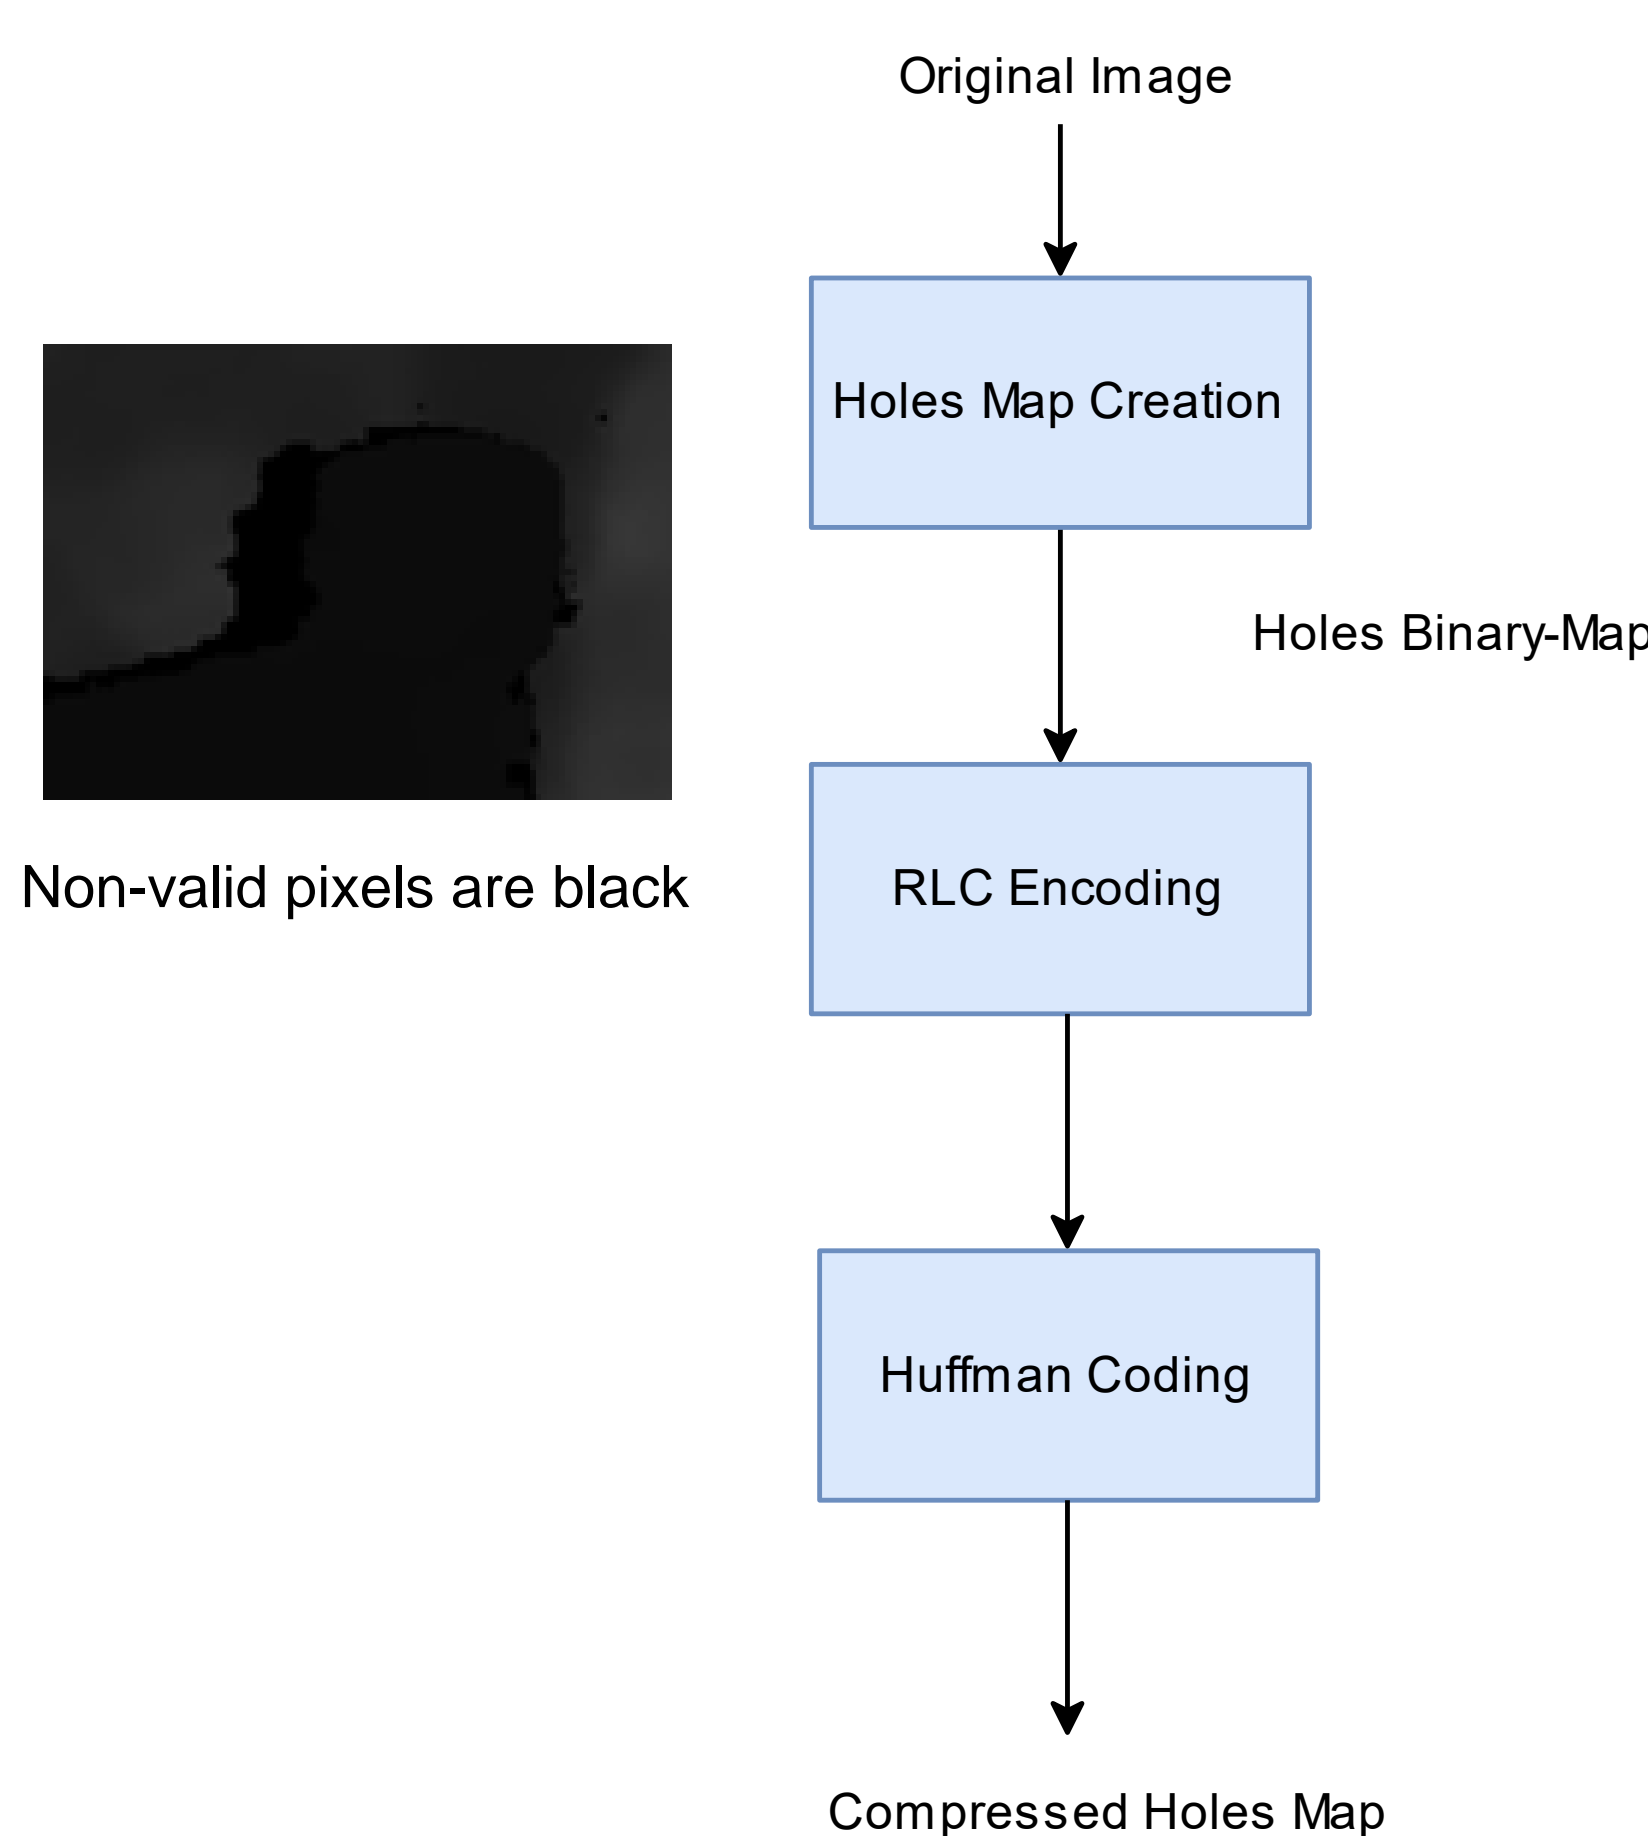 Original Image
Holes Map Creation
Holes Binary-Map
RLC Encoding
Non-valid pixels are black
Huffman Coding
Compressed Holes Map